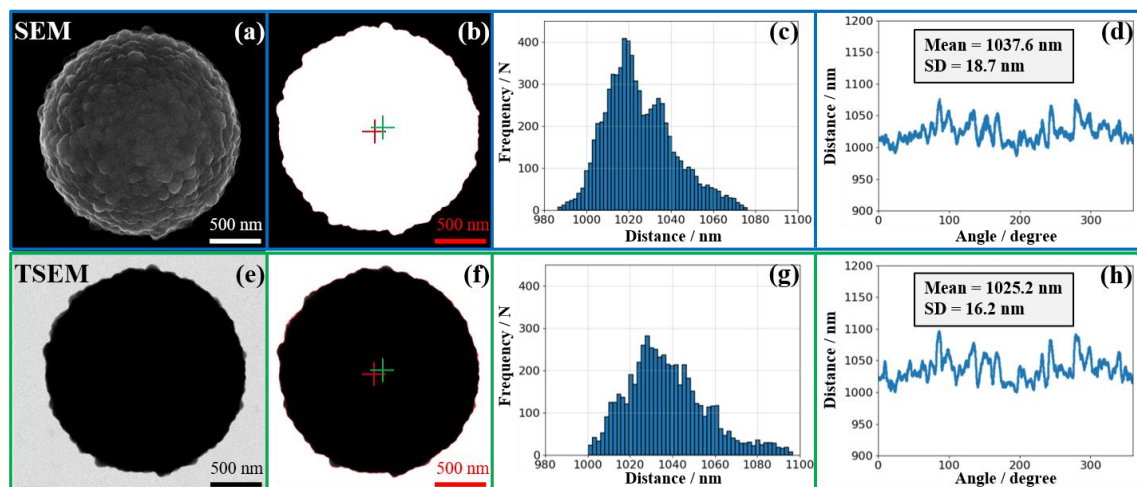 SEM
(a)
500 nm
(b)
500 nm
(c)
Frequency / N
400
300
200
100
0
980 1000 1020 1040 1060 1080 1100
Distance / nm
(d)
Mean = 1037.6 nm
SD = 18.7 nm
Distance / nm
1200
1150
1100
1050
1000
950
900
0 100 200 300
Angle / degree
TSEM
(e)
500 nm
(f)
500 nm
(g)
Frequency / N
400
300
200
100
0
980 1000 1020 1040 1060 1080 1100
Distance / nm
(h)
Mean = 1025.2 nm
SD = 16.2 nm
Distance / nm
1200
1150
1100
1050
1000
950
900
0 100 200 300
Angle / degree